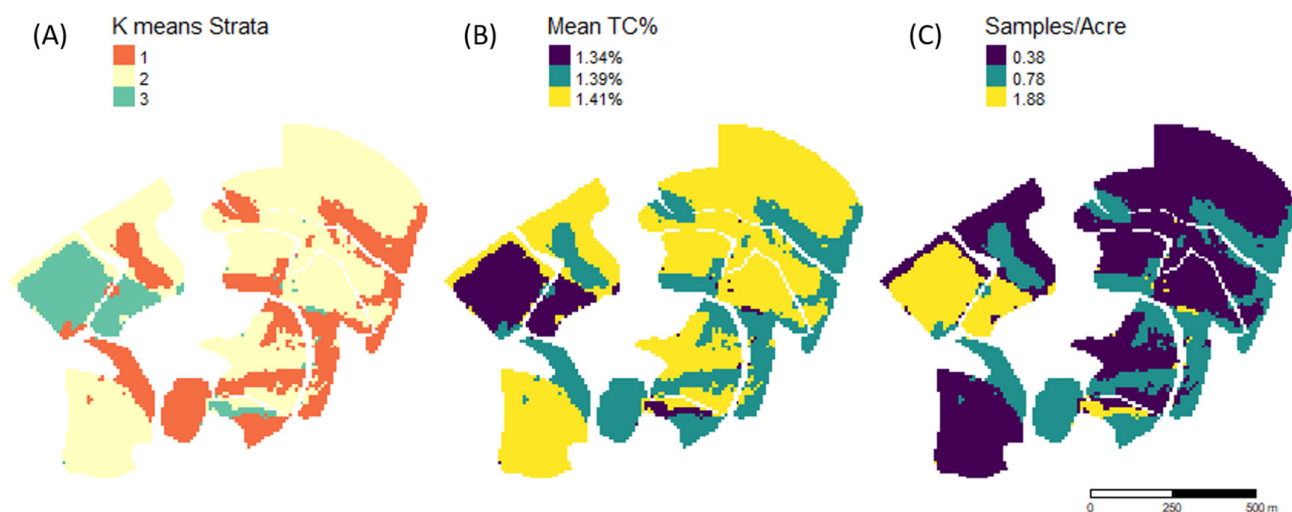 (A)
K means Strata
1
2
3
(B)
Mean TC%
1.34%
1.39%
1.41%
(C)
Samples/Acre
0.38
0.78
1.88
0 250 500 m